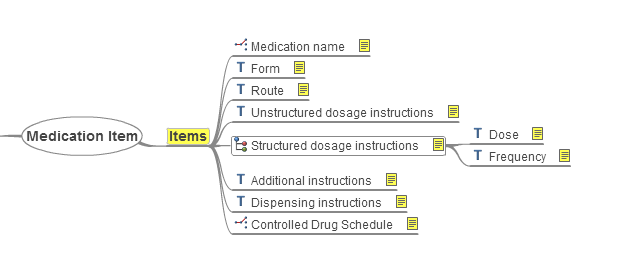 Medication Item
Items
Medication name
T Form
T Route
T Unstructured dosage instructions
Structured dosage instructions
T Dose
T Frequency
T Additional instructions
T Dispensing instructions
Controlled Drug Schedule